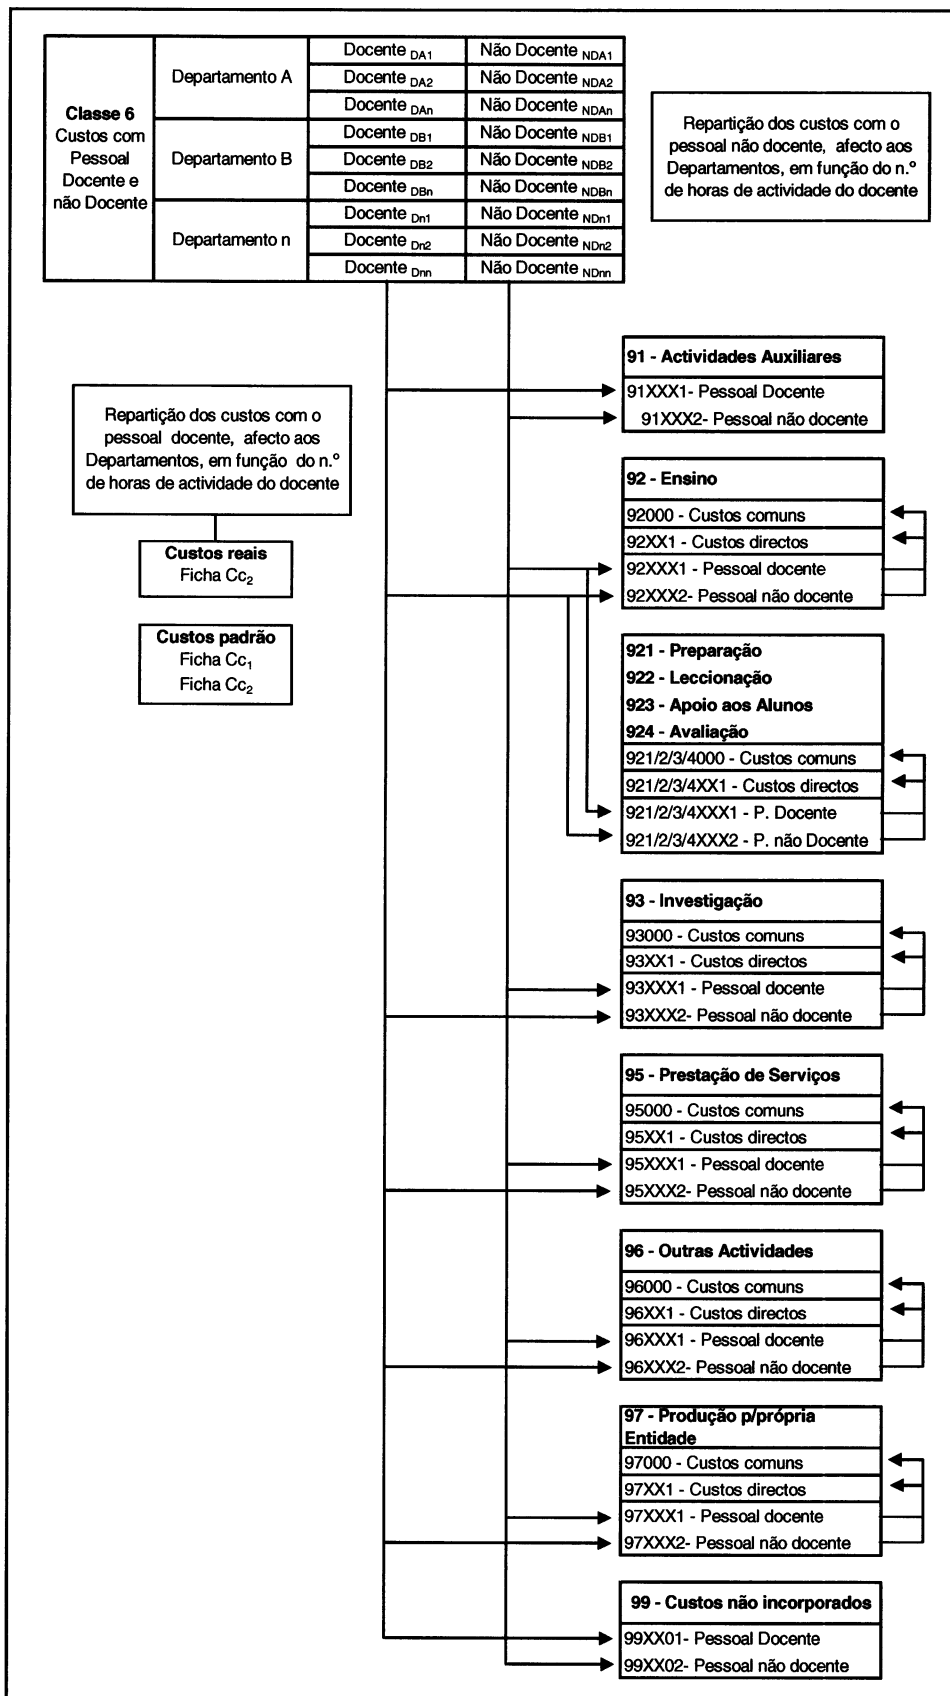 Classe 6
Custos com
Pessoal
Docente e
não Docente
Departamento A
Docente DA1
Não Docente NDA1
Docente DA2
Não Docente NDA2
Docente DAn
Não Docente NDAn
Departamento B
Docente DB1
Não Docente NDB1
Docente DB2
Não Docente NDB2
Docente DBn
Não Docente NDBn
Departamento n
Docente Dn1
Não Docente NDn1
Docente Dn2
Não Docente NDn2
Docente Dnn
Não Docente NDnn
Repartição dos custos com o
pessoal não docente, afecto aos
Departamentos, em função do n.º
de horas de actividade do docente
Repartição dos custos com o
pessoal docente, afecto aos
Departamentos, em função do n.º
de horas de actividade do docente
Custos reais
Ficha Cc2
Custos padrão
Ficha Cc1
Ficha Cc2
91 - Actividades Auxiliares
91XXX1- Pessoal Docente
91XXX2- Pessoal não docente
92 - Ensino
92000 - Custos comuns
92XX1 - Custos directos
92XXX1 - Pessoal docente
92XXX2- Pessoal não docente
921 - Preparação
922 - Leccionação
923 - Apoio aos Alunos
924 - Avaliação
921/2/3/4000 - Custos comuns
921/2/3/4XX1 - Custos directos
921/2/3/4XXX1 - P. Docente
921/2/3/4XXX2 - P. não Docente
93 - Investigação
93000 - Custos comuns
93XX1 - Custos directos
93XXX1 - Pessoal docente
93XXX2- Pessoal não docente
95 - Prestação de Serviços
95000 - Custos comuns
95XX1 - Custos directos
95XXX1 - Pessoal docente
95XXX2- Pessoal não docente
96 - Outras Actividades
96000 - Custos comuns
96XX1 - Custos directos
96XXX1 - Pessoal docente
96XXX2- Pessoal não docente
97 - Produção p/própria
Entidade
97000 - Custos comuns
97XX1 - Custos directos
97XXX1 - Pessoal docente
97XXX2- Pessoal não docente
99 - Custos não incorporados
99XX01- Pessoal Docente
99XX02- Pessoal não docente